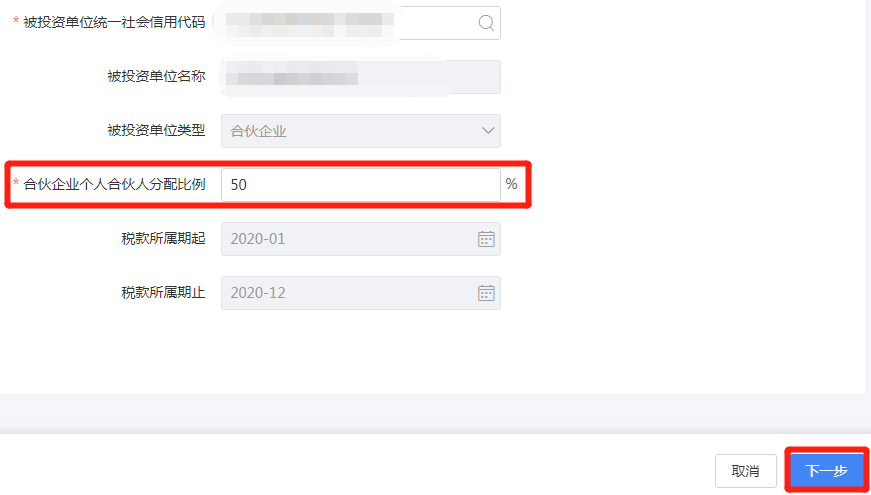 * 被投资单位统一社会信用代码
被投资单位名称
被投资单位类型 合伙企业
* 合伙企业个人合伙人分配比例 50 %
税款所属期起 2020-01
税款所属期止 2020-12
取消 下一步